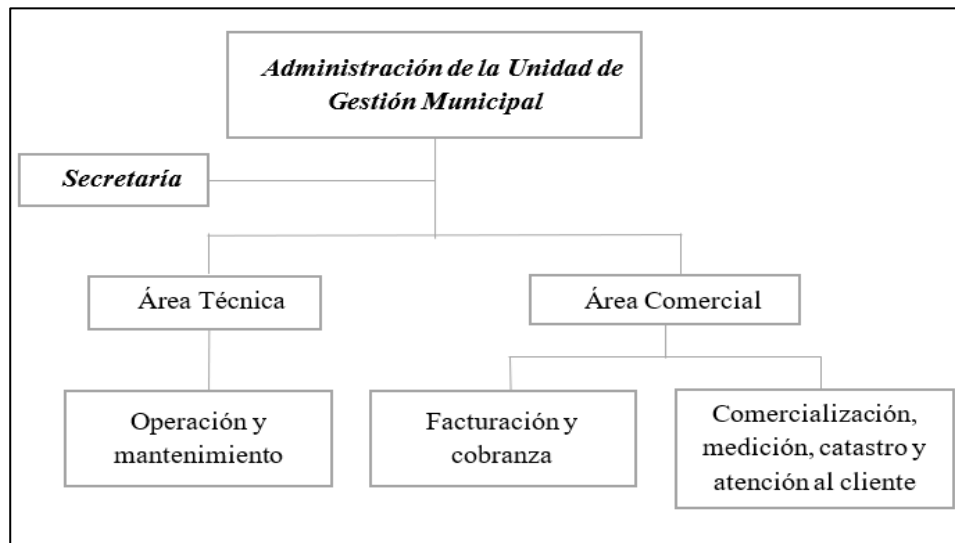 Administración de la Unidad de
Gestión Municipal
Secretaría
Área Técnica
Área Comercial
Operación y
mantenimiento
Facturación y
cobranza
Comercialización,
medición, catastro y
atención al cliente